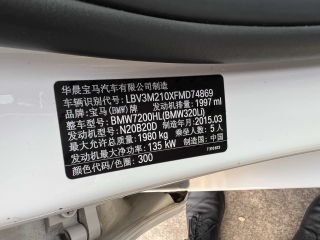 华晨宝马汽车有限公司制造
车辆识别代号: LBV3M210XFMD74869
品牌: 宝马(BMW)牌 发动机排量: 1997 ml
型号: BMW7200HL(BMW320Li)
发动机型号: N20B20D 制造年月: 2015.03
最大允许总质量: 1980 kg 乘坐人数: 5 人
发动机最大净功率: 135 kW 制造国: 中国
颜色代号/色圈: 300